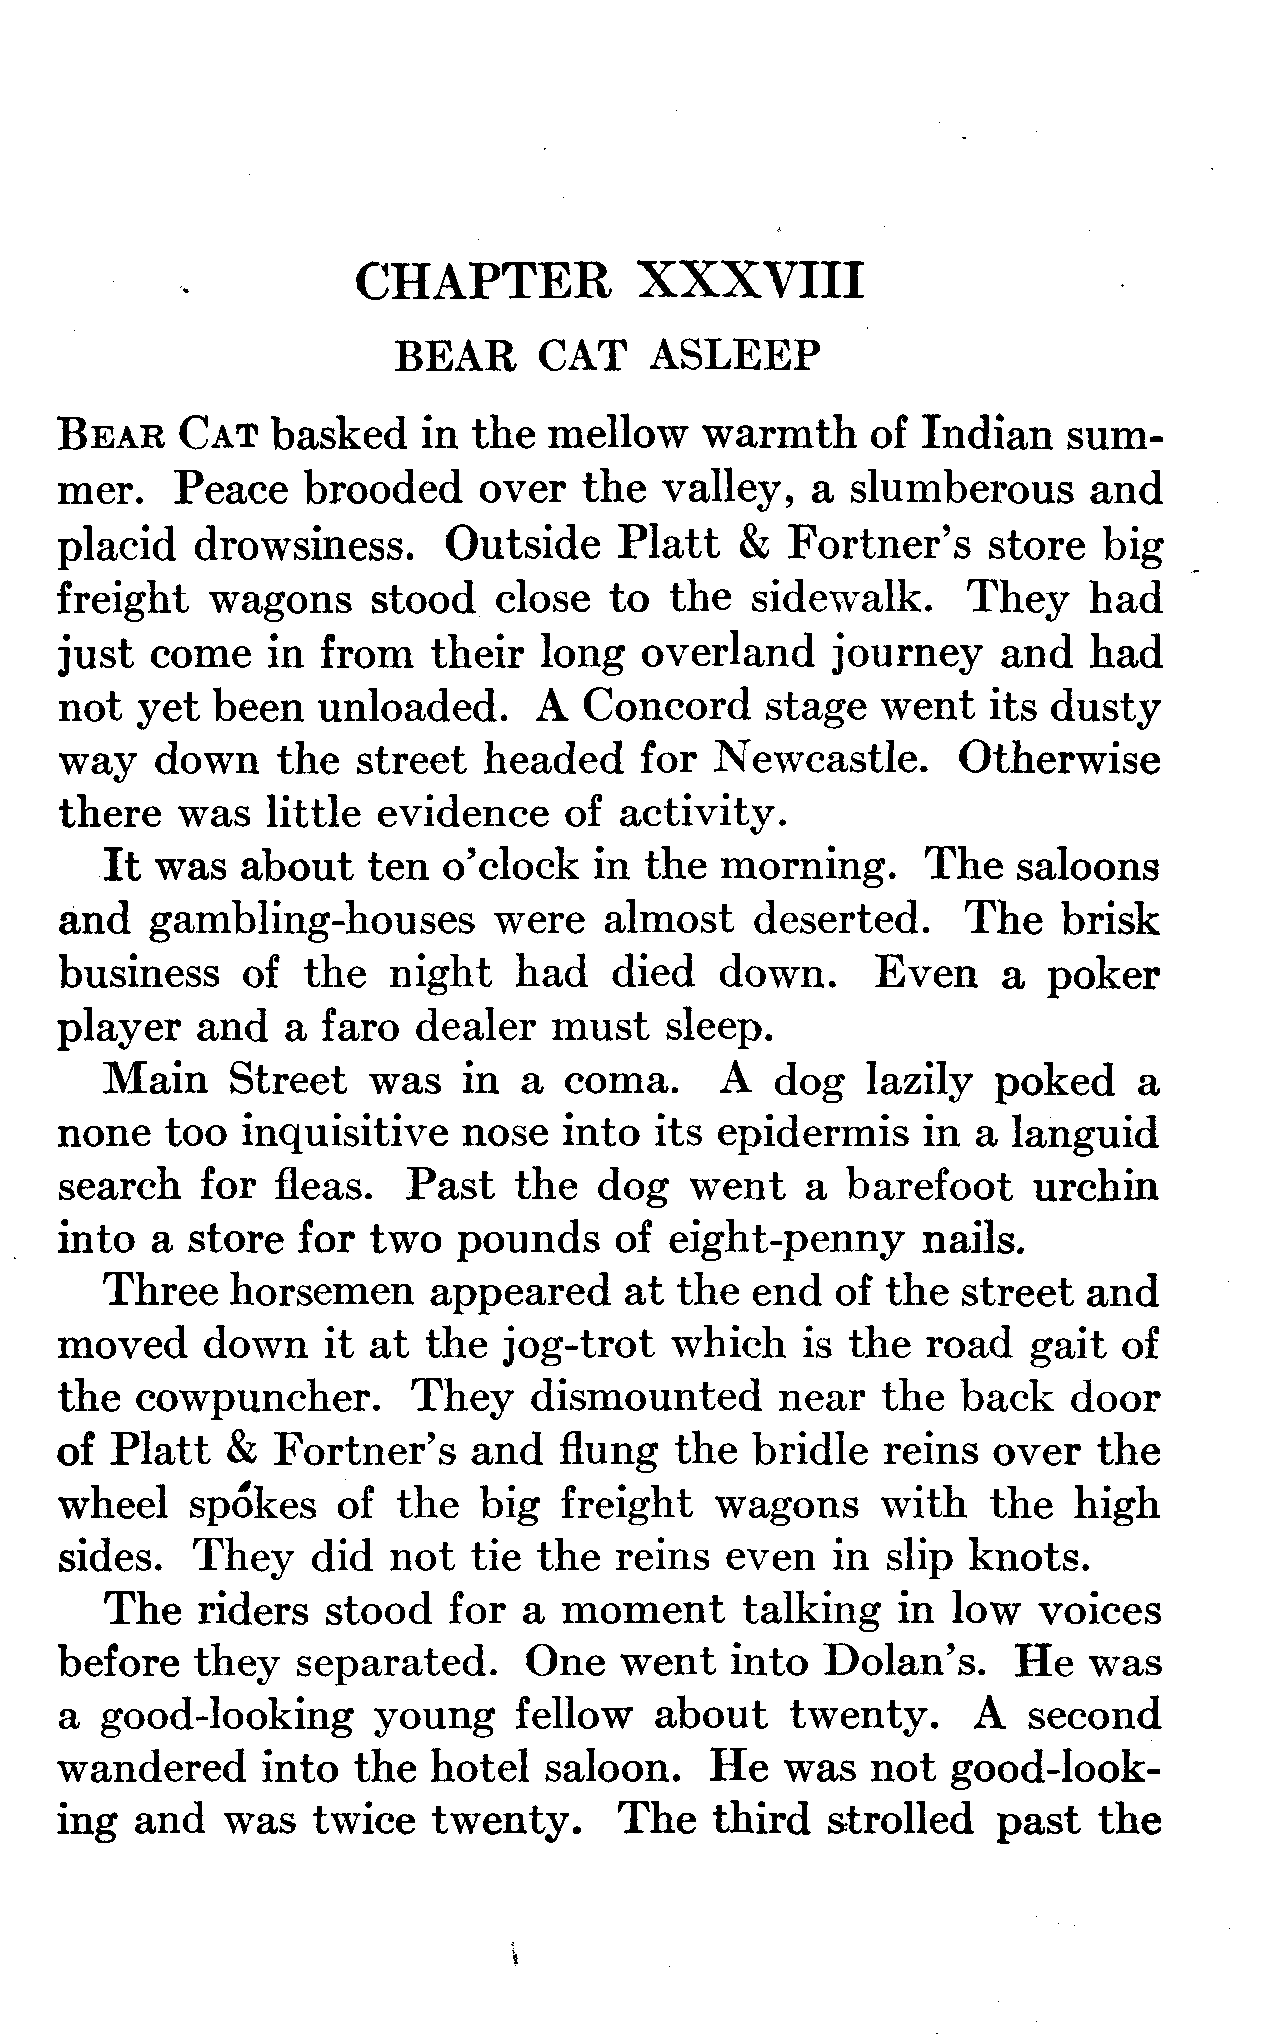 CHAPTER XXXVIII
BEAR CAT ASLEEP
BEAR CAT basked in the mellow warmth of Indian sum-
mer. Peace brooded over the valley, a slumberous and
placid drowsiness. Outside Platt & Fortner's store big
freight wagons stood close to the sidewalk. They had
just come in from their long overland journey and had
not yet been unloaded. A Concord stage went its dusty
way down the street headed for Newcastle. Otherwise
there was little evidence of activity.
It was about ten o'clock in the morning. The saloons
and gambling-houses were almost deserted. The brisk
business of the night had died down. Even a poker
player and a faro dealer must sleep.
Main Street was in a coma. A dog lazily poked a
none too inquisitive nose into its epidermis in a languid
search for fleas. Past the dog went a barefoot urchin
into a store for two pounds of eight-penny nails.
Three horsemen appeared at the end of the street and
moved down it at the jog-trot which is the road gait of
the cowpuncher. They dismounted near the back door
of Platt & Fortner's and flung the bridle reins over the
wheel spokes of the big freight wagons with the high
sides. They did not tie the reins even in slip knots.
The riders stood for a moment talking in low voices
before they separated. One went into Dolan's. He was
a good-looking young fellow about twenty. A second
wandered into the hotel saloon. He was not good-look-
ing and was twice twenty. The third strolled past the